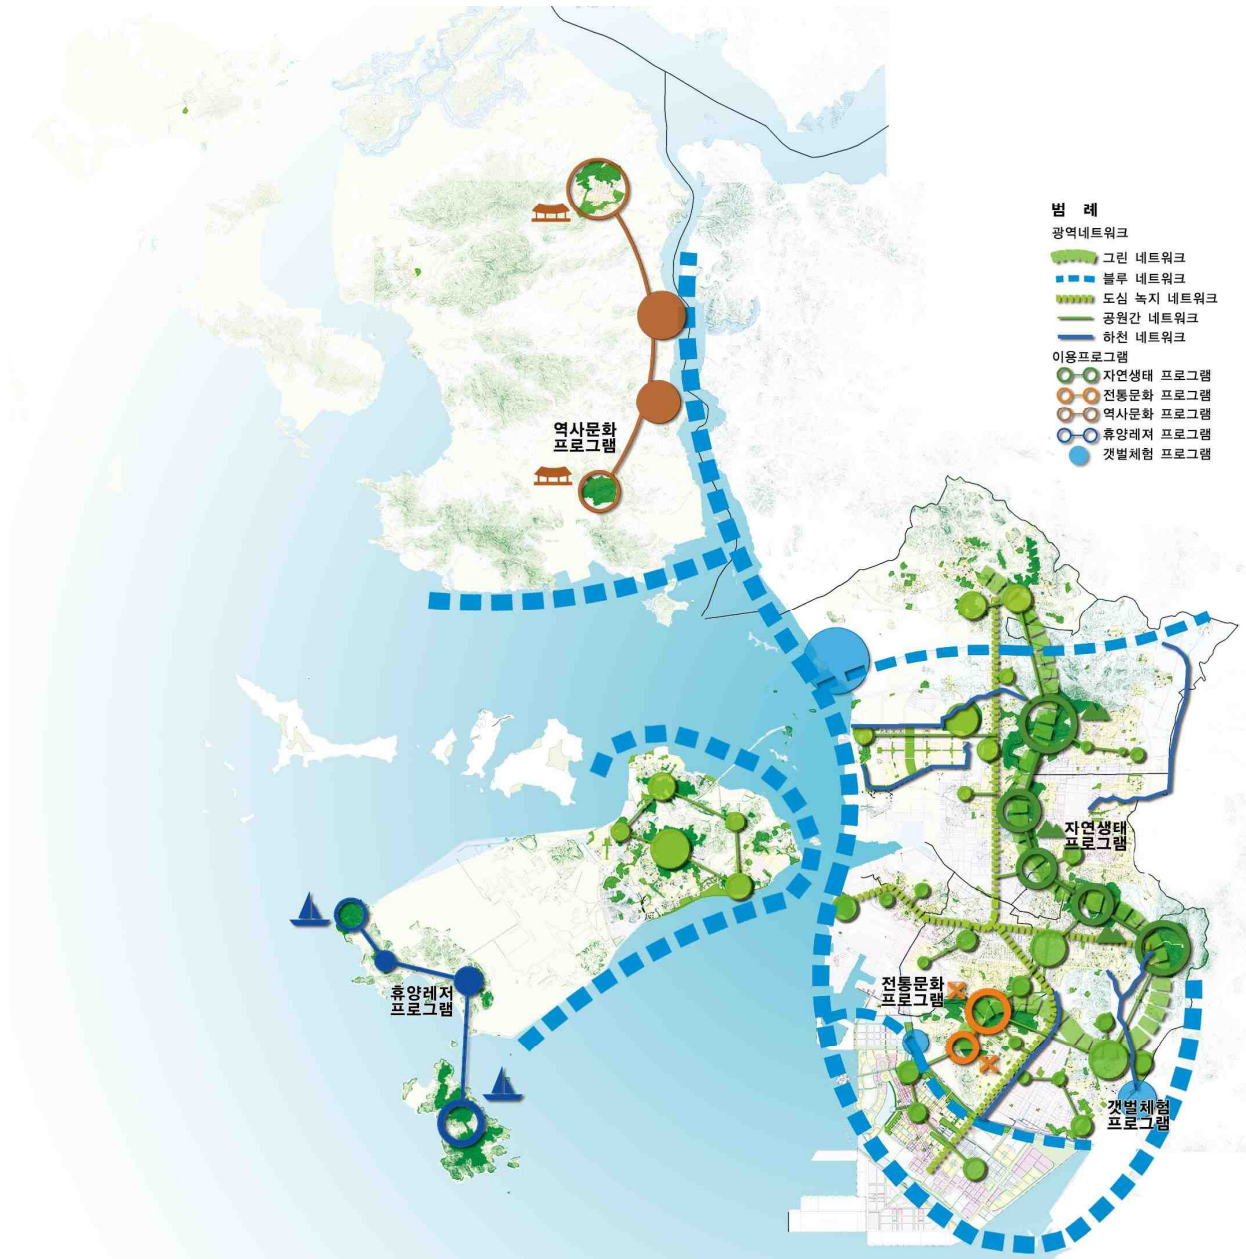 범 례
광역네트워크
그린 네트워크
블루 네트워크
도심 녹지 네트워크
공원간 네트워크
하천 네트워크
이용프로그램
자연생태 프로그램
전통문화 프로그램
역사문화 프로그램
휴양레저 프로그램
갯벌체험 프로그램
역사문화
프로그램
자연생태
프로그램
전통문화
프로그램
휴양레저
프로그램
갯벌체험
프로그램